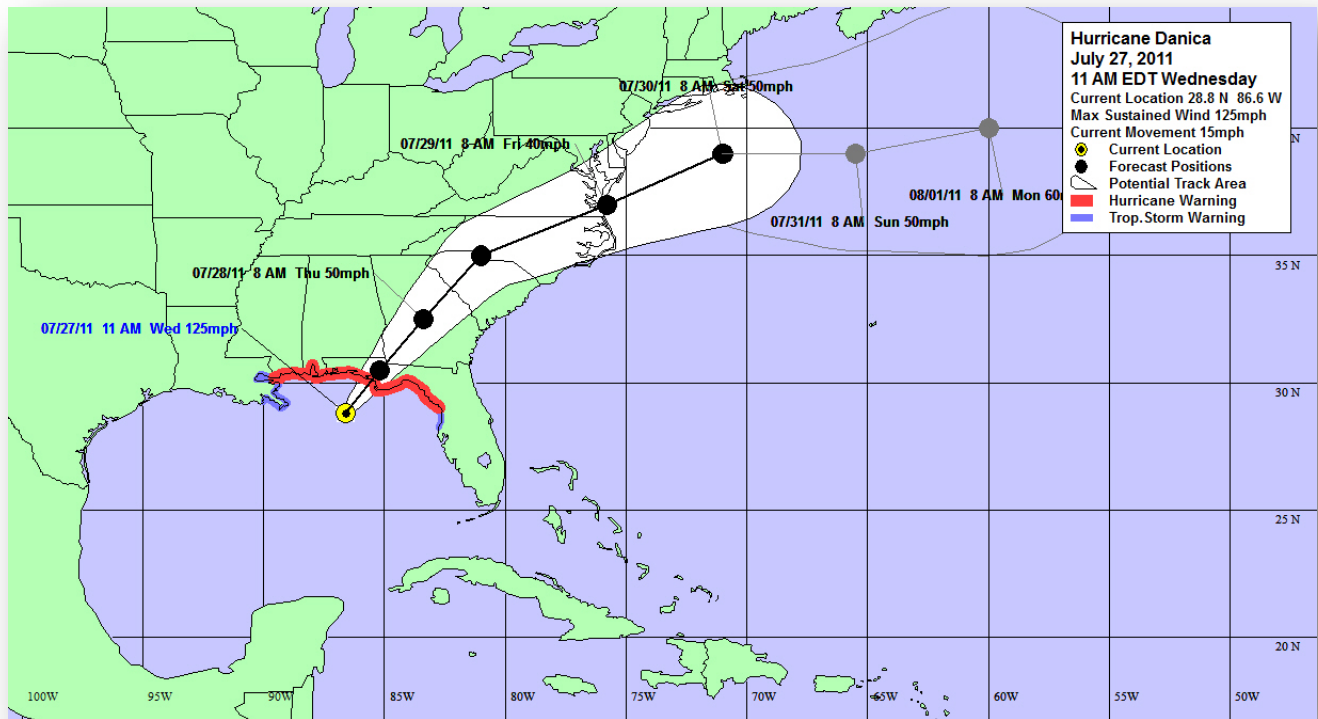 Hurricane Danica
July 27, 2011
11 AM EDT Wednesday
Current Location 28.8 N 86.6 W
Max Sustained Wind 125mph
Current Movement 15mph
Current Location
Forecast Positions
Potential Track Area
Hurricane Warning
Trop.Storm Warning
07/30/11 8 AM Sat 50mph
07/29/11 8 AM Fri 40mph
08/01/11 8 AM Mon 60
07/31/11 8 AM Sun 50mph
07/28/11 8 AM Thu 50mph
07/27/11 11 AM Wed 125mph
N
35 N
30 N
25 N
20 N
100W 95W 90W 85W 80W 75W 70W 65W 60W 55W 50W